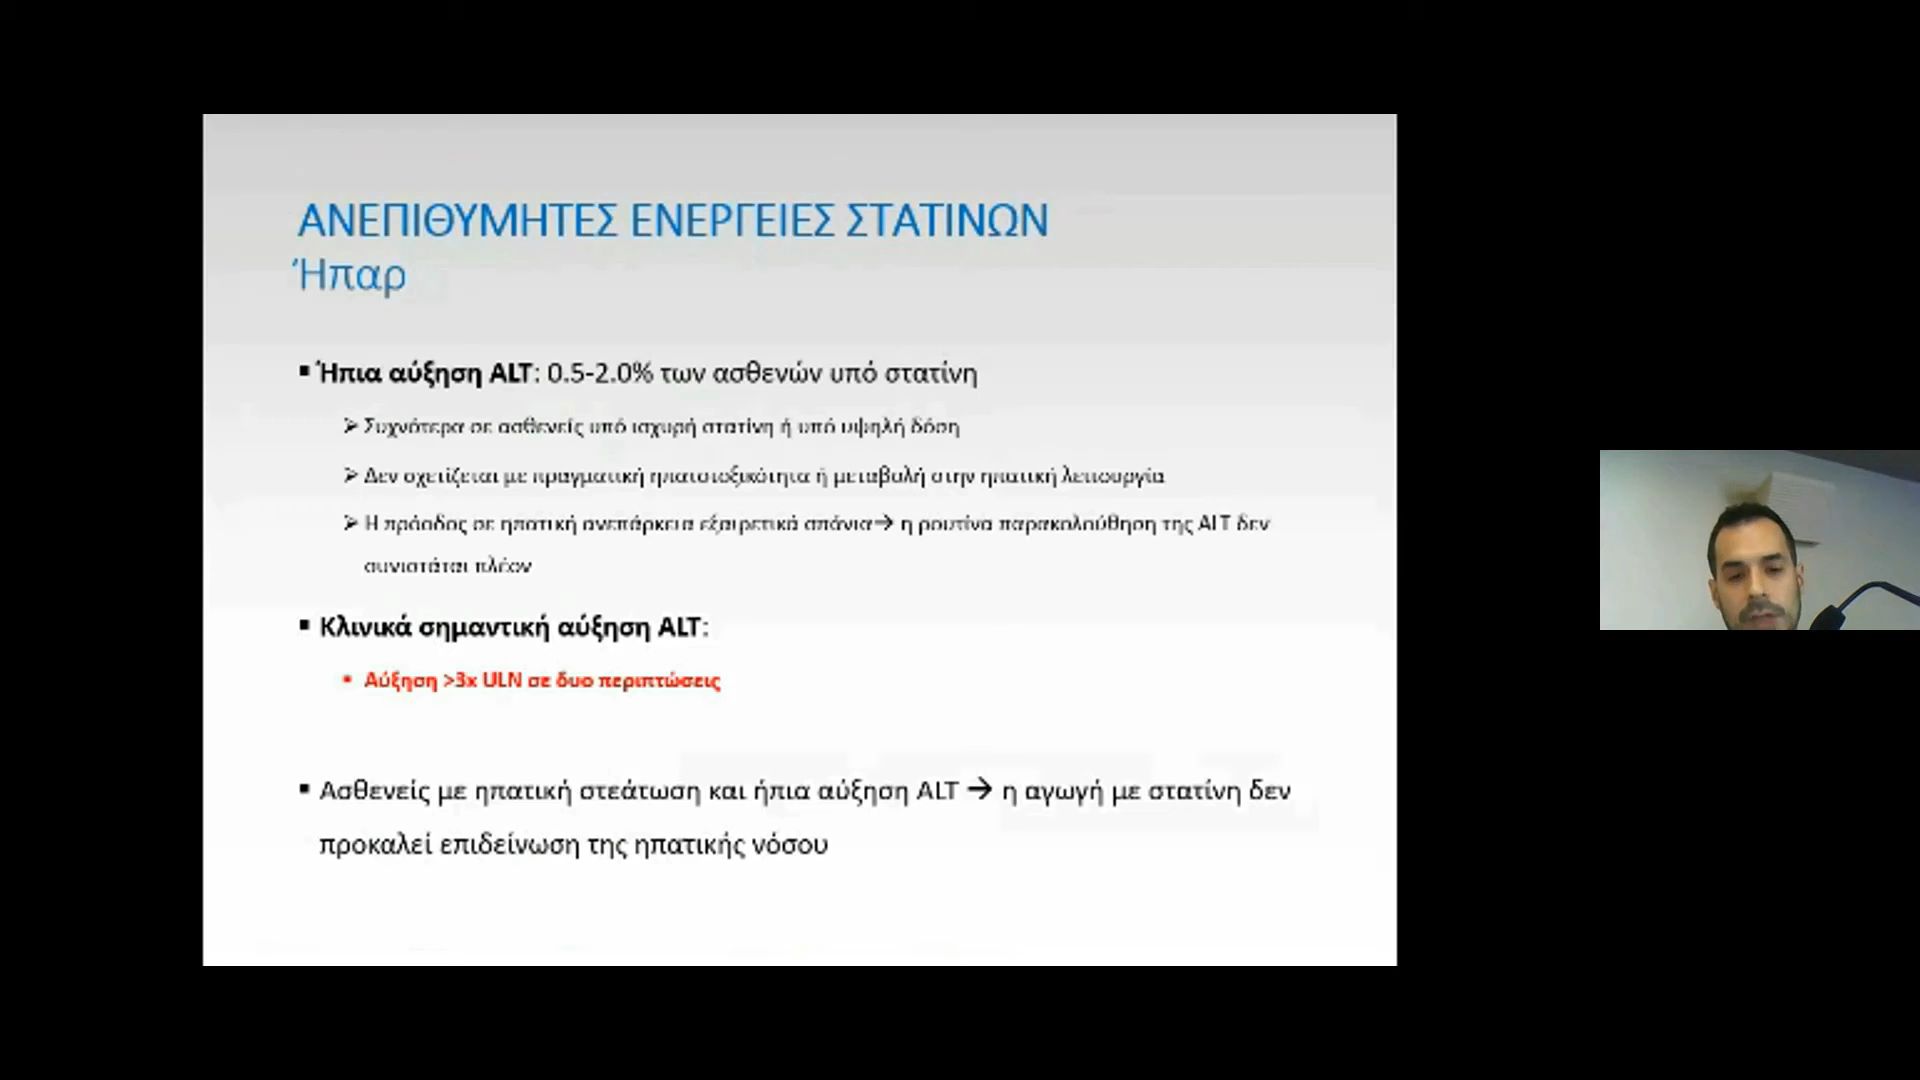 ΑΝΕΠΙΘΥΜΗΤΕΣ ΕΝΕΡΓΕΙΕΣ ΣΤΑΤΙΝΩΝ
Ήπαρ
▪ Ήπια αύξηση ALT: 0.5-2.0% των ασθενών υπό στατίνη
➢ Συχνότερα σε ασθενείς υπό ισχυρή στατίνη ή υπό υψηλή δόση
➢ Δεν σχετίζεται με πραγματική ηπατοτοξικότητα ή μεταβολή στην ηπατική λειτουργία
➢ Η πρόοδος σε ηπατική ανεπάρκεια εξαιρετικά σπάνια→ η ρουτίνα παρακολούθηση της ALT δεν
συνιστάται πλέον
▪ Κλινικά σημαντική αύξηση ALT:
▪ Αύξηση >3x ULN σε δυο περιπτώσεις
▪ Ασθενείς με ηπατική στεάτωση και ήπια αύξηση ALT → η αγωγή με στατίνη δεν
προκαλεί επιδείνωση της ηπατικής νόσου